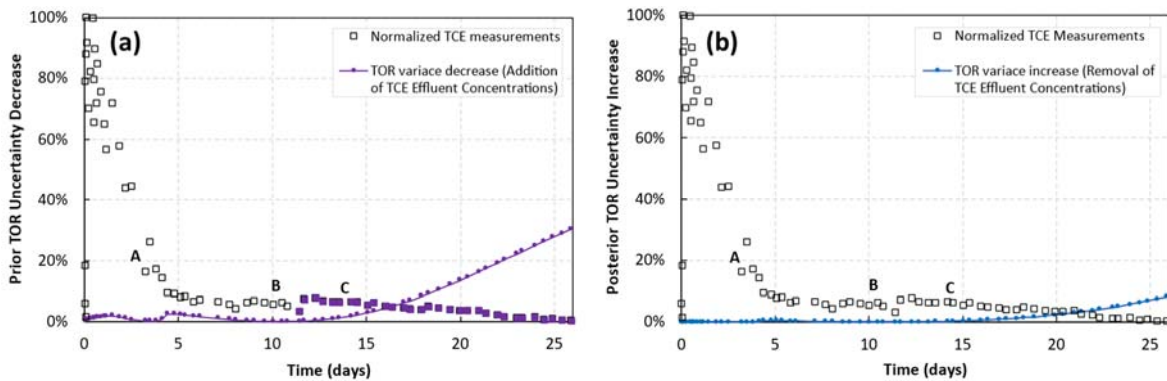 Prior TOR Uncertainty Decrease
100%
80%
60%
40%
20%
0%
(a)
Normalized TCE measurements
TOR variace decrease (Addition
of TCE Effluent Concentrations)
A
B
C
0
5
10
15
20
25
Time (days)
Posterior TOR Uncertainty Increase
100%
80%
60%
40%
20%
0%
(b)
Normalized TCE Measurements
TOR variance increase (Removal of
TCE Effluent Concentrations)
A
B
C
0
5
10
15
20
25
Time (days)